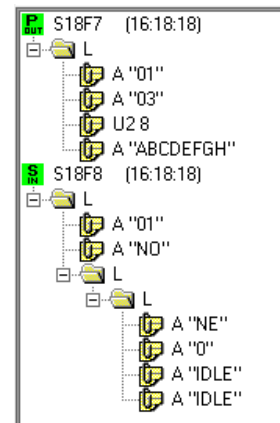 P OUT S18F7 (16:18:18)
L
A "01"
A "03"
U2 8
A "ABCDEFGH"
S IN S18F8 (16:18:18)
L
A "01"
A "NO"
L
L
A "NE"
A "0"
A "IDLE"
A "IDLE"